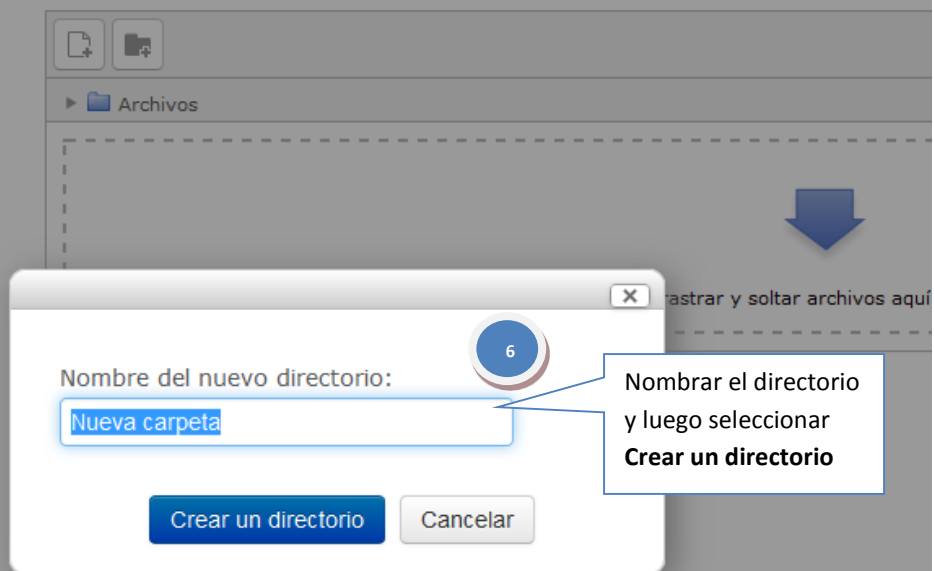 Archivos
rastrar y soltar archivos aquí
6
Nombre del nuevo directorio:
Nueva carpeta
Nombrar el directorio
y luego seleccionar
Crear un directorio
Crear un directorio
Cancelar